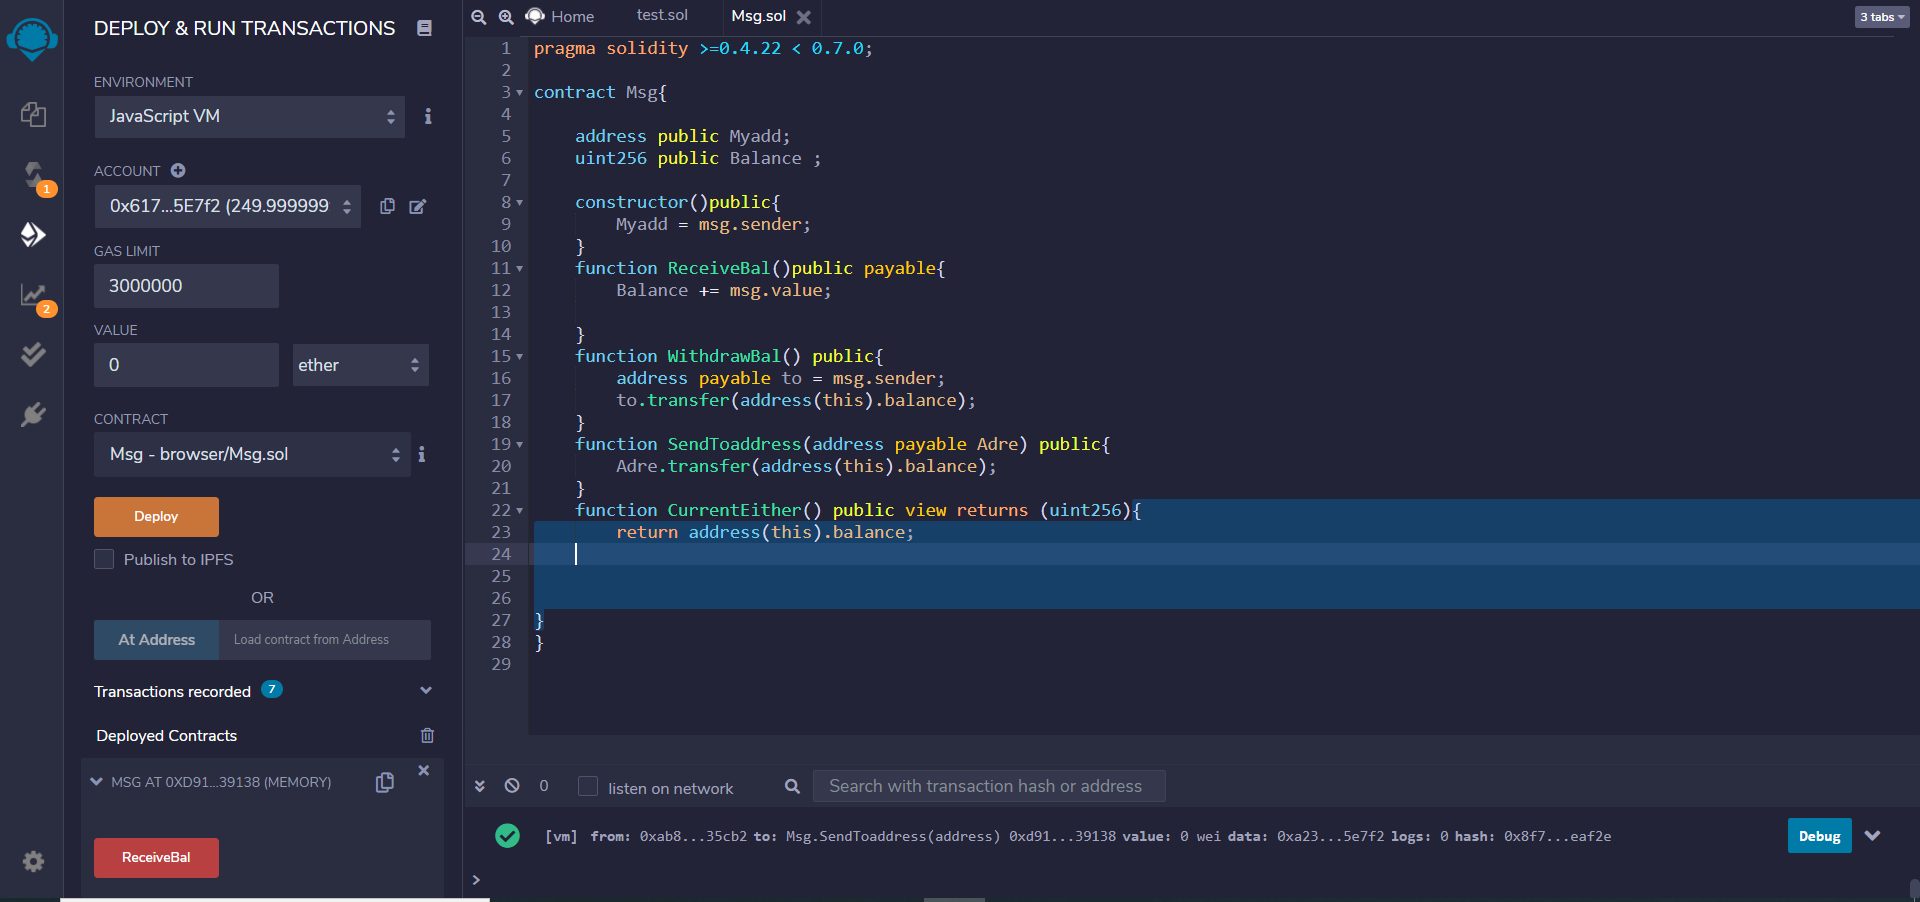 DEPLOY & RUN TRANSACTIONS
ENVIRONMENT
JavaScript VM
ACCOUNT
0x617...5E7f2 (249.999999
GAS LIMIT
3000000
VALUE
0
ether
CONTRACT
Msg - browser/Msg.sol
Deploy
Publish to IPFS
OR
At Address
Load contract from Address
Transactions recorded 7
Deployed Contracts
MSG AT 0XD91...39138 (MEMORY)
ReceiveBal
1
2
Home
test.sol
Msg.sol
3 tabs
1 pragma solidity >=0.4.22 < 0.7.0;
2
3 contract Msg{
4
5 address public Myadd;
6 uint256 public Balance ;
7
8 constructor()public{
9 Myadd = msg.sender;
10 }
11 function ReceiveBal()public payable{
12 Balance += msg.value;
13
14 }
15 function WithdrawBal() public{
16 address payable to = msg.sender;
17 to.transfer(address(this).balance);
18 }
19 function SendToaddress(address payable Adre) public{
20 Adre.transfer(address(this).balance);
21 }
22 function CurrentEither() public view returns (uint256){
23 return address(this).balance;
24
25
26
27 }
28 }
29
0
listen on network
Search with transaction hash or address
[vm] from: 0xab8...35cb2 to: Msg.SendToaddress(address) 0xd91...39138 value: 0 wei data: 0xa23...5e7f2 logs: 0 hash: 0x8f7...eaf2e
Debug
>